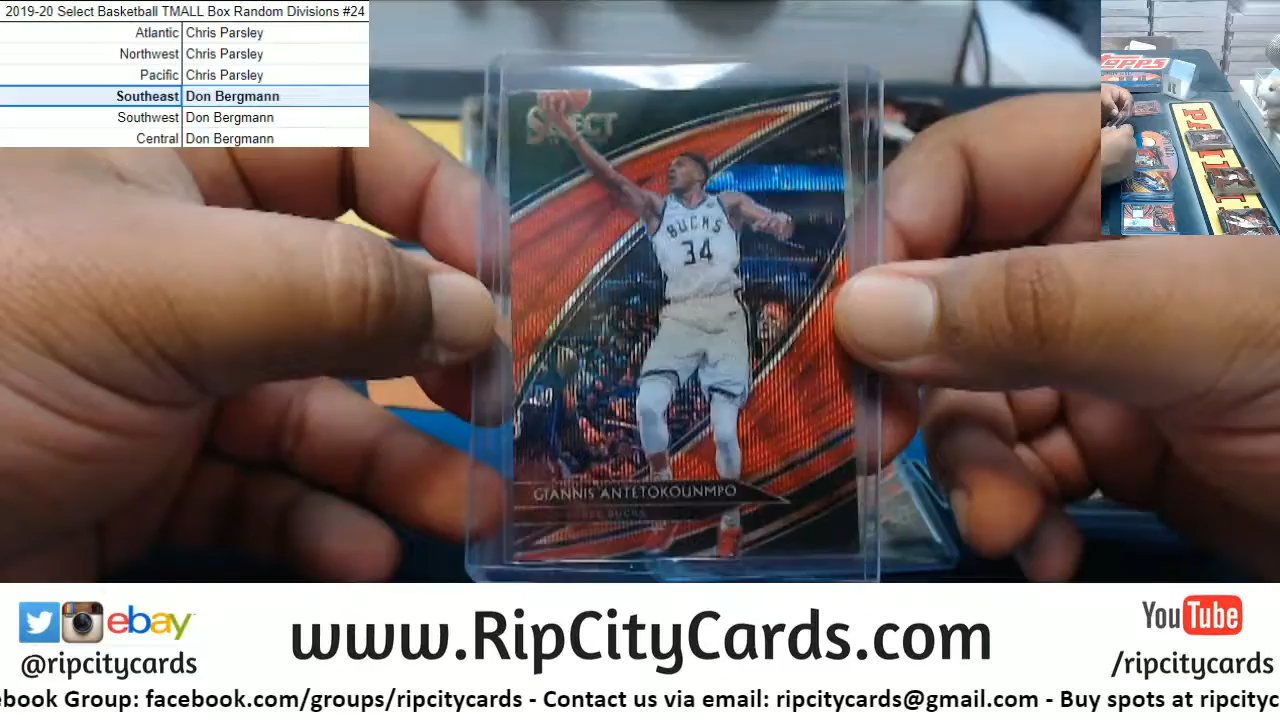 2019-20 Select Basketball TMALL Box Random Divisions #24
Atlantic Chris Parsley
Northwest Chris Parsley
Pacific Chris Parsley
Southeast Don Bergmann
Southwest Don Bergmann
Central Don Bergmann
Topps
SELECT
BUCKS
34
GIANNIS ANTETOKOUNMPO
BUCKS
ebay
@ripcitycards
www.RipCityCards.com
YouTube
/ripcitycards
ebook Group: facebook.com/groups/ripcitycards - Contact us via email: ripcitycards@gmail.com - Buy spots at ripcityc